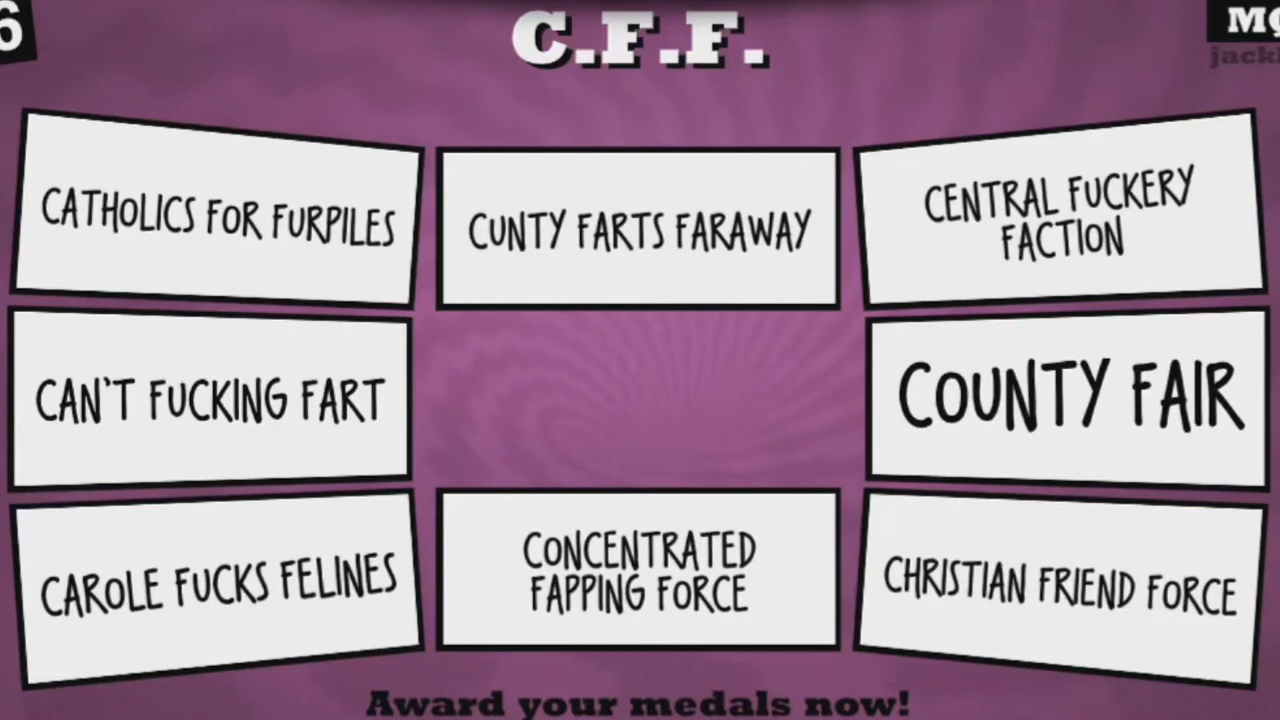 6
C.F.F.
CATHOLICS FOR FURPILES
CUNTY FARTS FARAWAY
CENTRAL FUCKERY
FACTION
CAN'T FUCKING FART
COUNTY FAIR
CAROLE FUCKS FELINES
CONCENTRATED
FAPPING FORCE
CHRISTIAN FRIEND FORCE
Award your medals now!